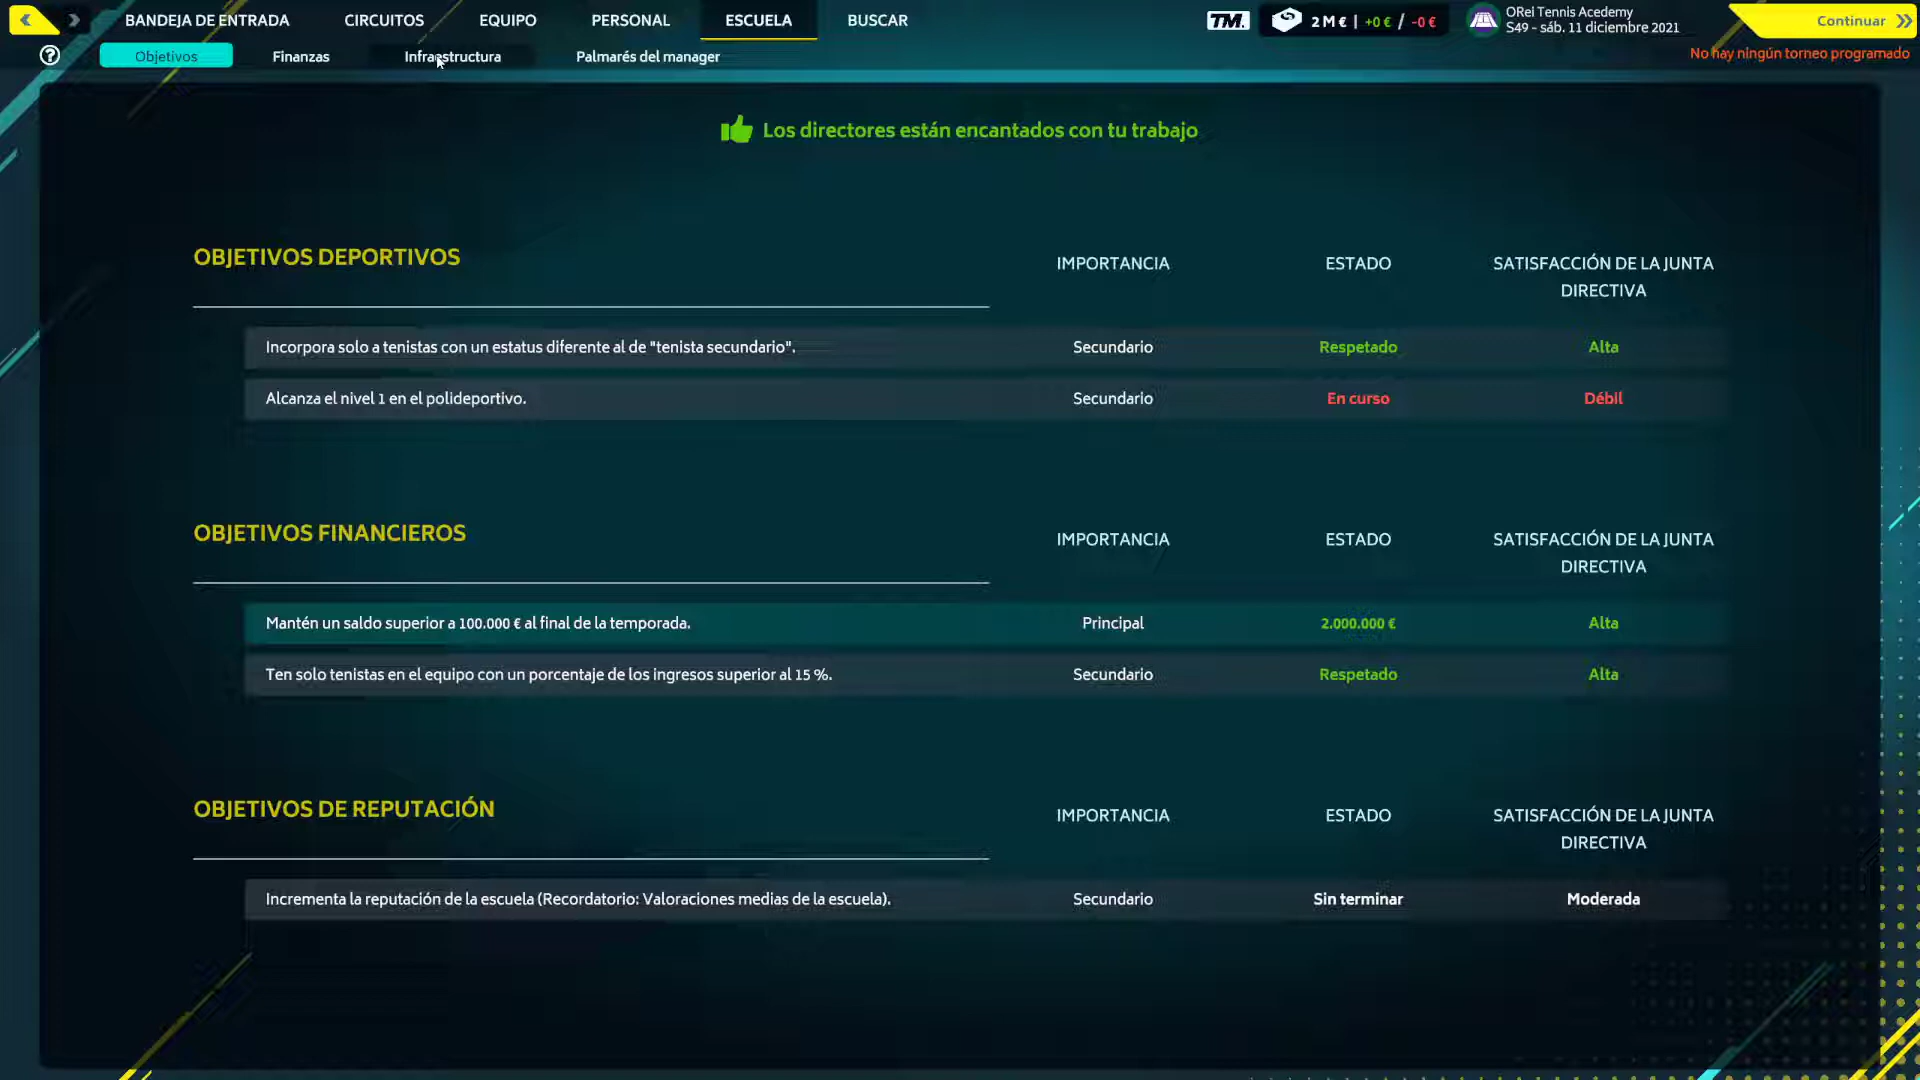 BANDEJA DE ENTRADA CIRCUITOS EQUIPO PERSONAL ESCUELA BUSCAR
TM. 2 M € | +0 € / -0 €
ORei Tennis Acedemy
S49 - sáb. 11 diciembre 2021
Continuar
Objetivos Finanzas Infraestructura Palmarés del manager
No hay ningún torneo programado
Los directores están encantados con tu trabajo
OBJETIVOS DEPORTIVOS IMPORTANCIA ESTADO SATISFACCIÓN DE LA JUNTA
DIRECTIVA
Incorpora solo a tenistas con un estatus diferente al de "tenista secundario". Secundario Respetado Alta
Alcanza el nivel 1 en el polideportivo. Secundario En curso Débil
OBJETIVOS FINANCIEROS IMPORTANCIA ESTADO SATISFACCIÓN DE LA JUNTA
DIRECTIVA
Mantén un saldo superior a 100.000 € al final de la temporada. Principal 2.000.000 € Alta
Ten solo tenistas en el equipo con un porcentaje de los ingresos superior al 15 %. Secundario Respetado Alta
OBJETIVOS DE REPUTACIÓN IMPORTANCIA ESTADO SATISFACCIÓN DE LA JUNTA
DIRECTIVA
Incrementa la reputación de la escuela (Recordatorio: Valoraciones medias de la escuela). Secundario Sin terminar Moderada